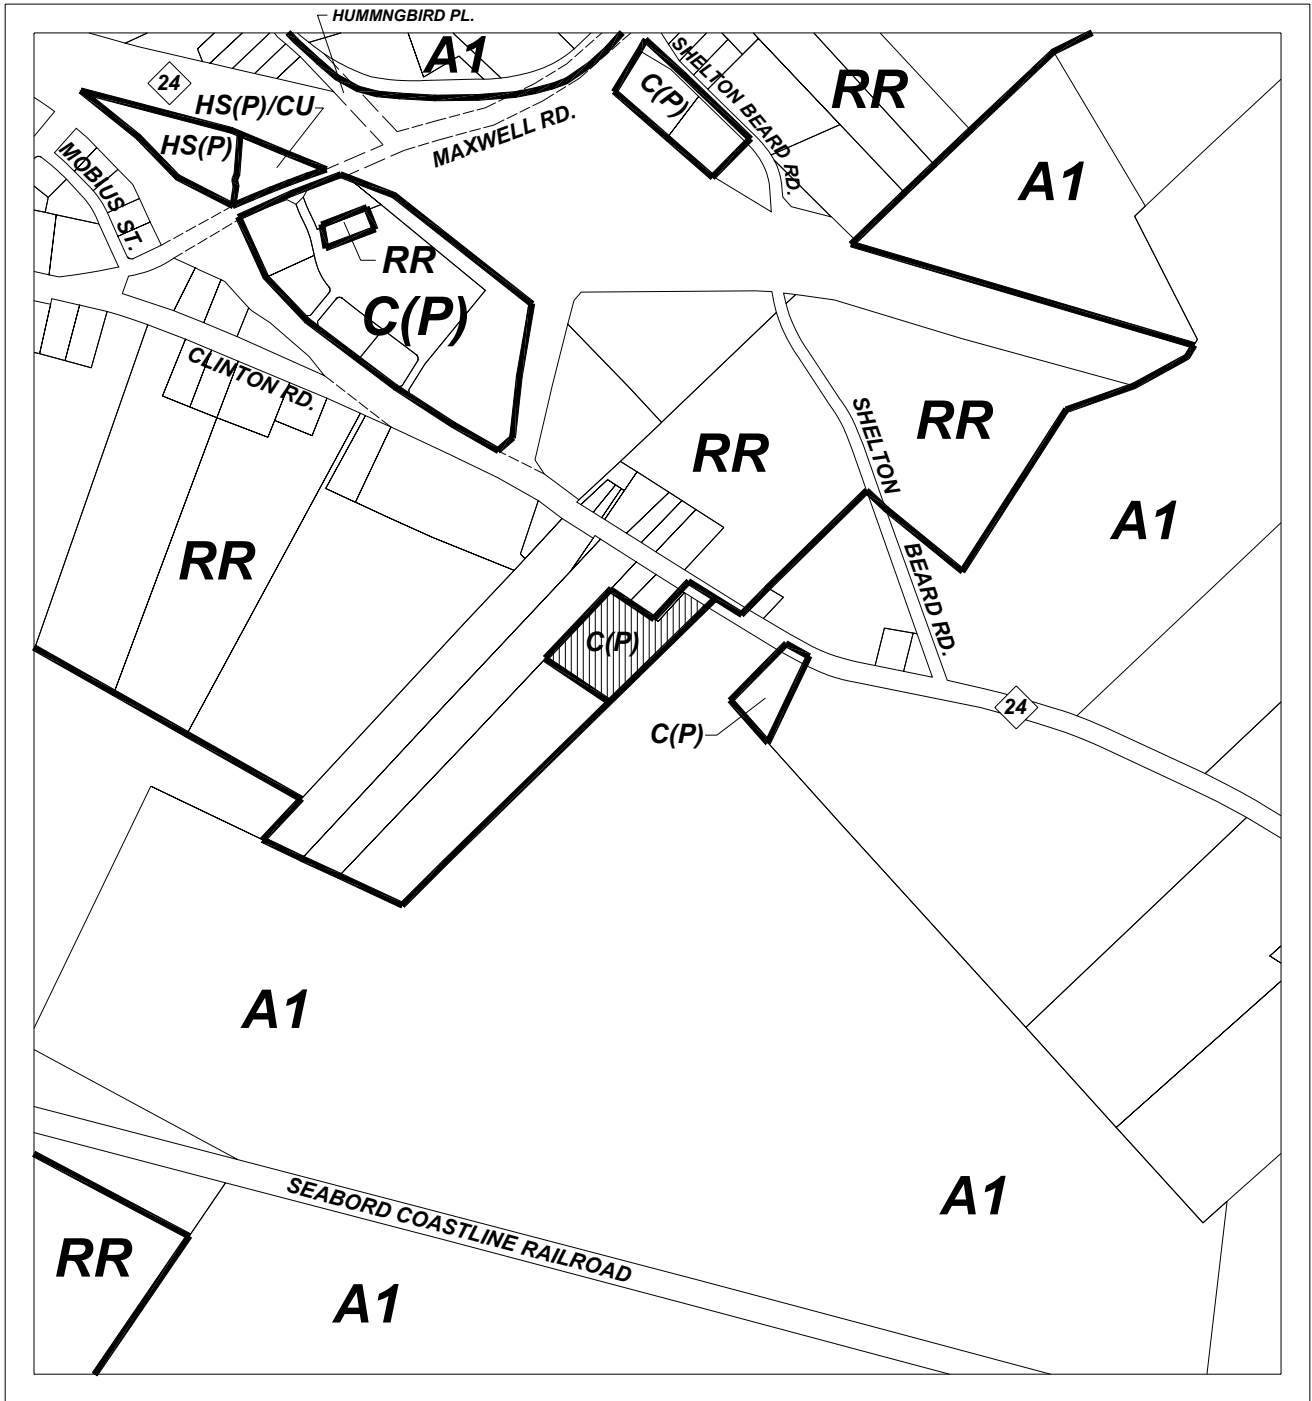 HUMMNGBIRD PL.
A1
24
HS(P)/CU
HS(P)
MOBIUS ST.
MAXWELL RD.
C(P)
SHELTON BEARD RD.
RR
A1
RR
C(P)
CLINTON RD.
RR
SHELTON
BEARD RD.
RR
A1
RR
C(P)
C(P)
24
A1
A1
SEABORD COASTLINE RAILROAD
RR
A1